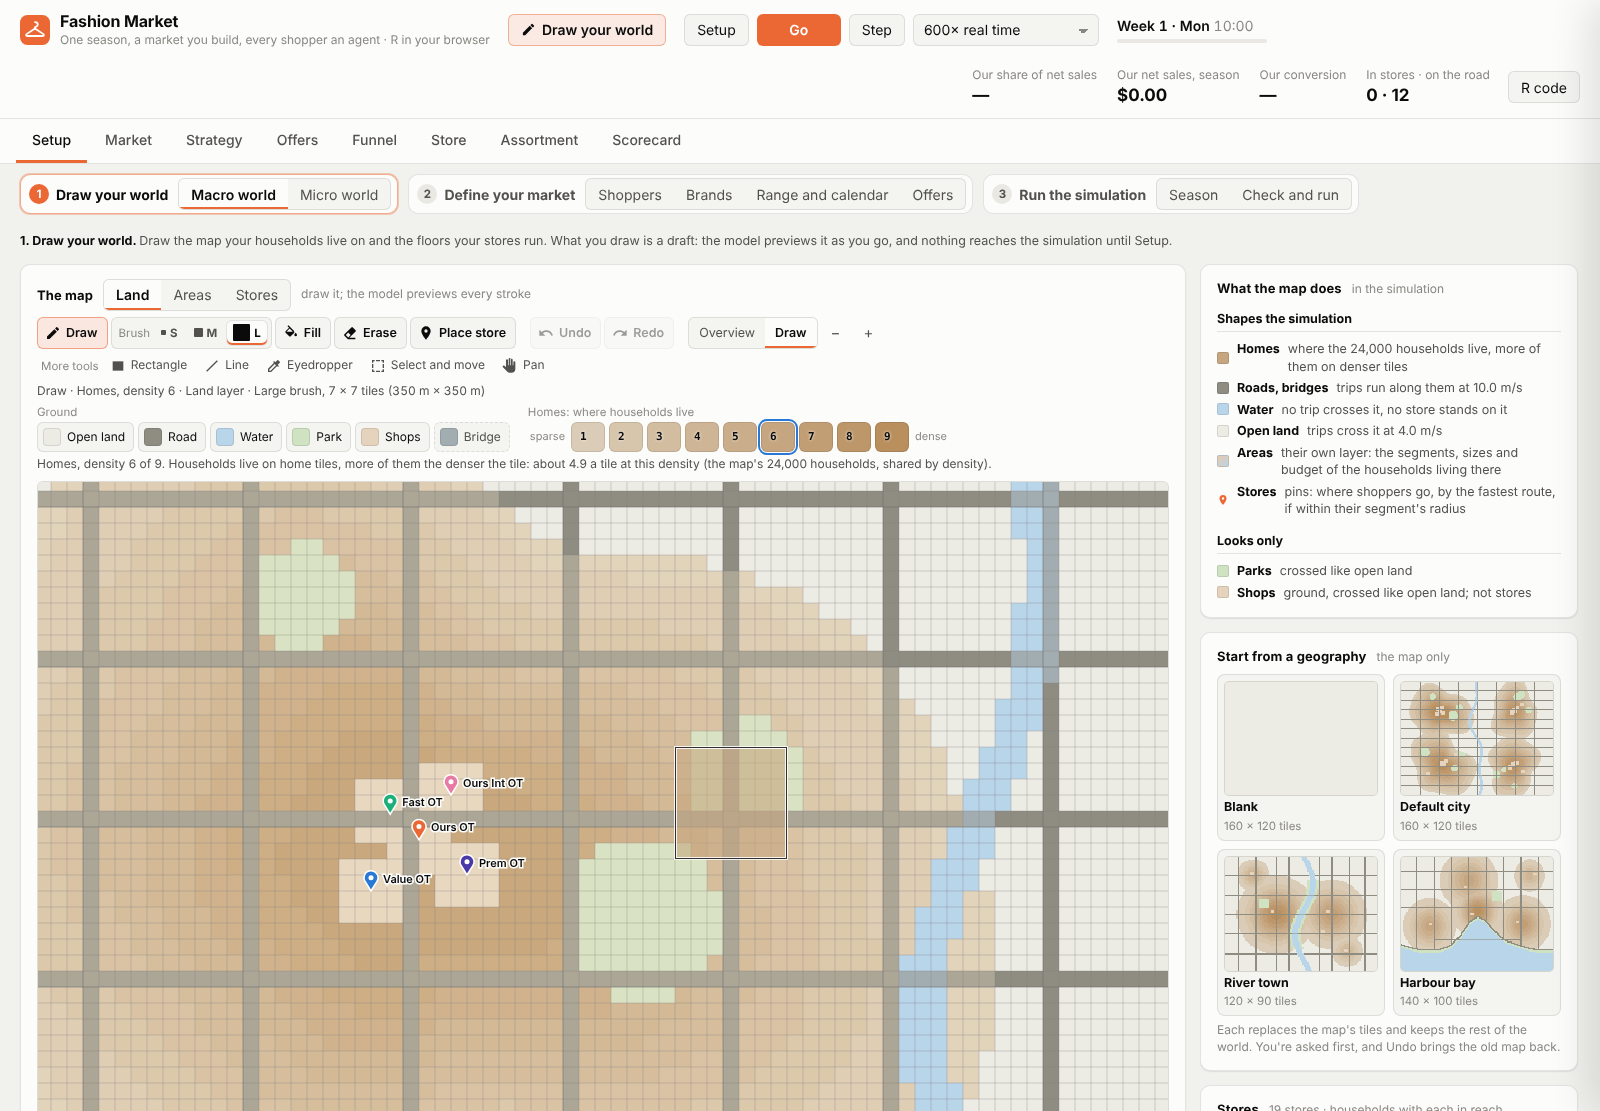 Fashion Market
One season, a market you build, every shopper an agent · R in your browser
Draw your world
Setup
Go
Step
600× real time
Week 1 · Mon 10:00
Our share of net sales
—
Our net sales, season
$0.00
Our conversion
—
In stores · on the road
0 · 12
R code
Setup Market Strategy Offers Funnel Store Assortment Scorecard
1 Draw your world Macro world Micro world
2 Define your market Shoppers Brands Range and calendar Offers
3 Run the simulation Season Check and run
1. Draw your world. Draw the map your households live on and the floors your stores run. What you draw is a draft: the model previews it as you go, and nothing reaches the simulation until Setup.
The map Land Areas Stores draw it; the model previews every stroke
Draw Brush S M L Fill Erase Place store Undo Redo Overview Draw − +
More tools Rectangle Line Eyedropper Select and move Pan
Draw · Homes, density 6 · Land layer · Large brush, 7 × 7 tiles (350 m × 350 m)
Ground
Open land Road Water Park Shops Bridge
Homes: where households live
sparse 1 2 3 4 5 6 7 8 9 dense
Homes, density 6 of 9. Households live on home tiles, more of them the denser the tile: about 4.9 a tile at this density (the map's 24,000 households, shared by density).
Ours Int OT
Fast OT
Ours OT
Prem OT
Value OT
What the map does in the simulation
Shapes the simulation
Homes where the 24,000 households live, more of
them on denser tiles
Roads, bridges trips run along them at 10.0 m/s
Water no trip crosses it, no store stands on it
Open land trips cross it at 4.0 m/s
Areas their own layer: the segments, sizes and
budget of the households living there
Stores pins: where shoppers go, by the fastest route,
if within their segment's radius
Looks only
Parks crossed like open land
Shops ground, crossed like open land; not stores
Start from a geography the map only
Blank
160 × 120 tiles
Default city
160 × 120 tiles
River town
120 × 90 tiles
Harbour bay
140 × 100 tiles
Each replaces the map's tiles and keeps the rest of the
world. You're asked first, and Undo brings the old map back.
Stores 19 stores · households with each in reach